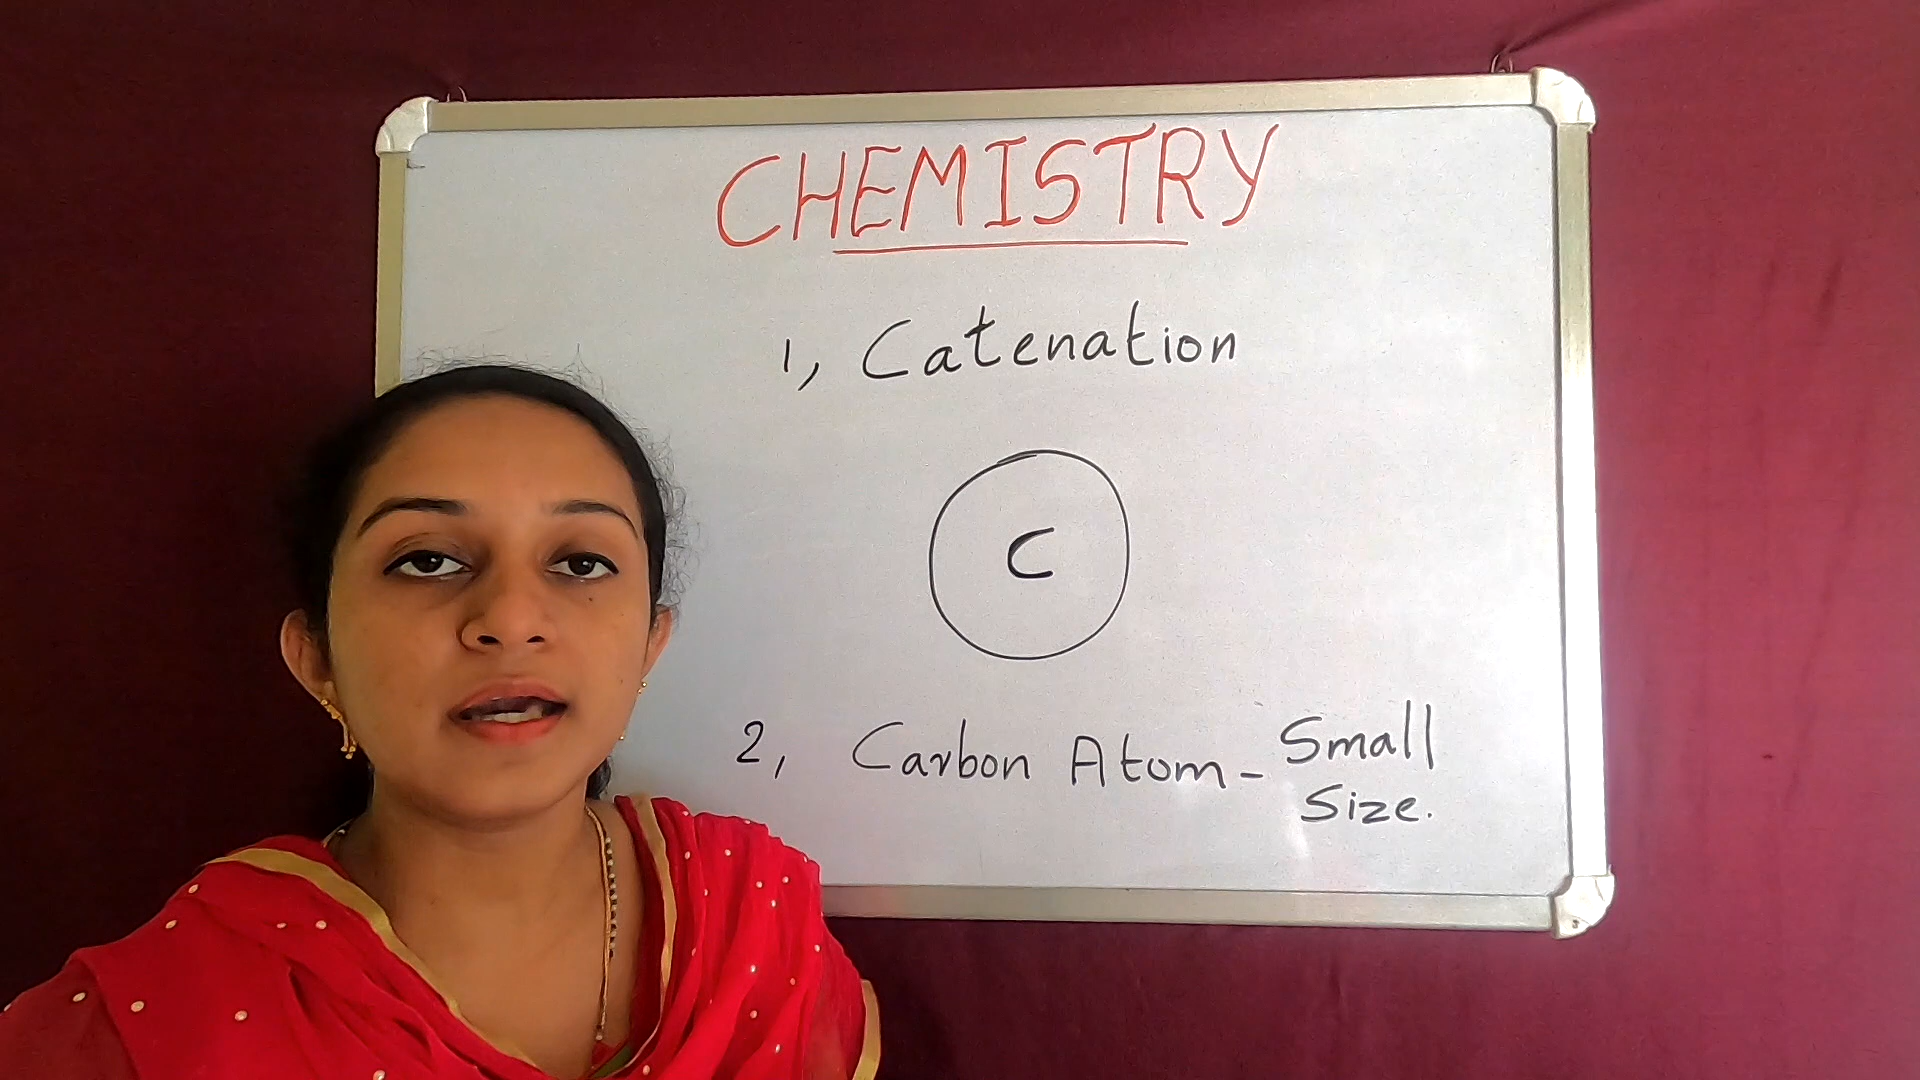 CHEMISTRY
1, Catenation
C
2, Carbon Atom - Small
Size.